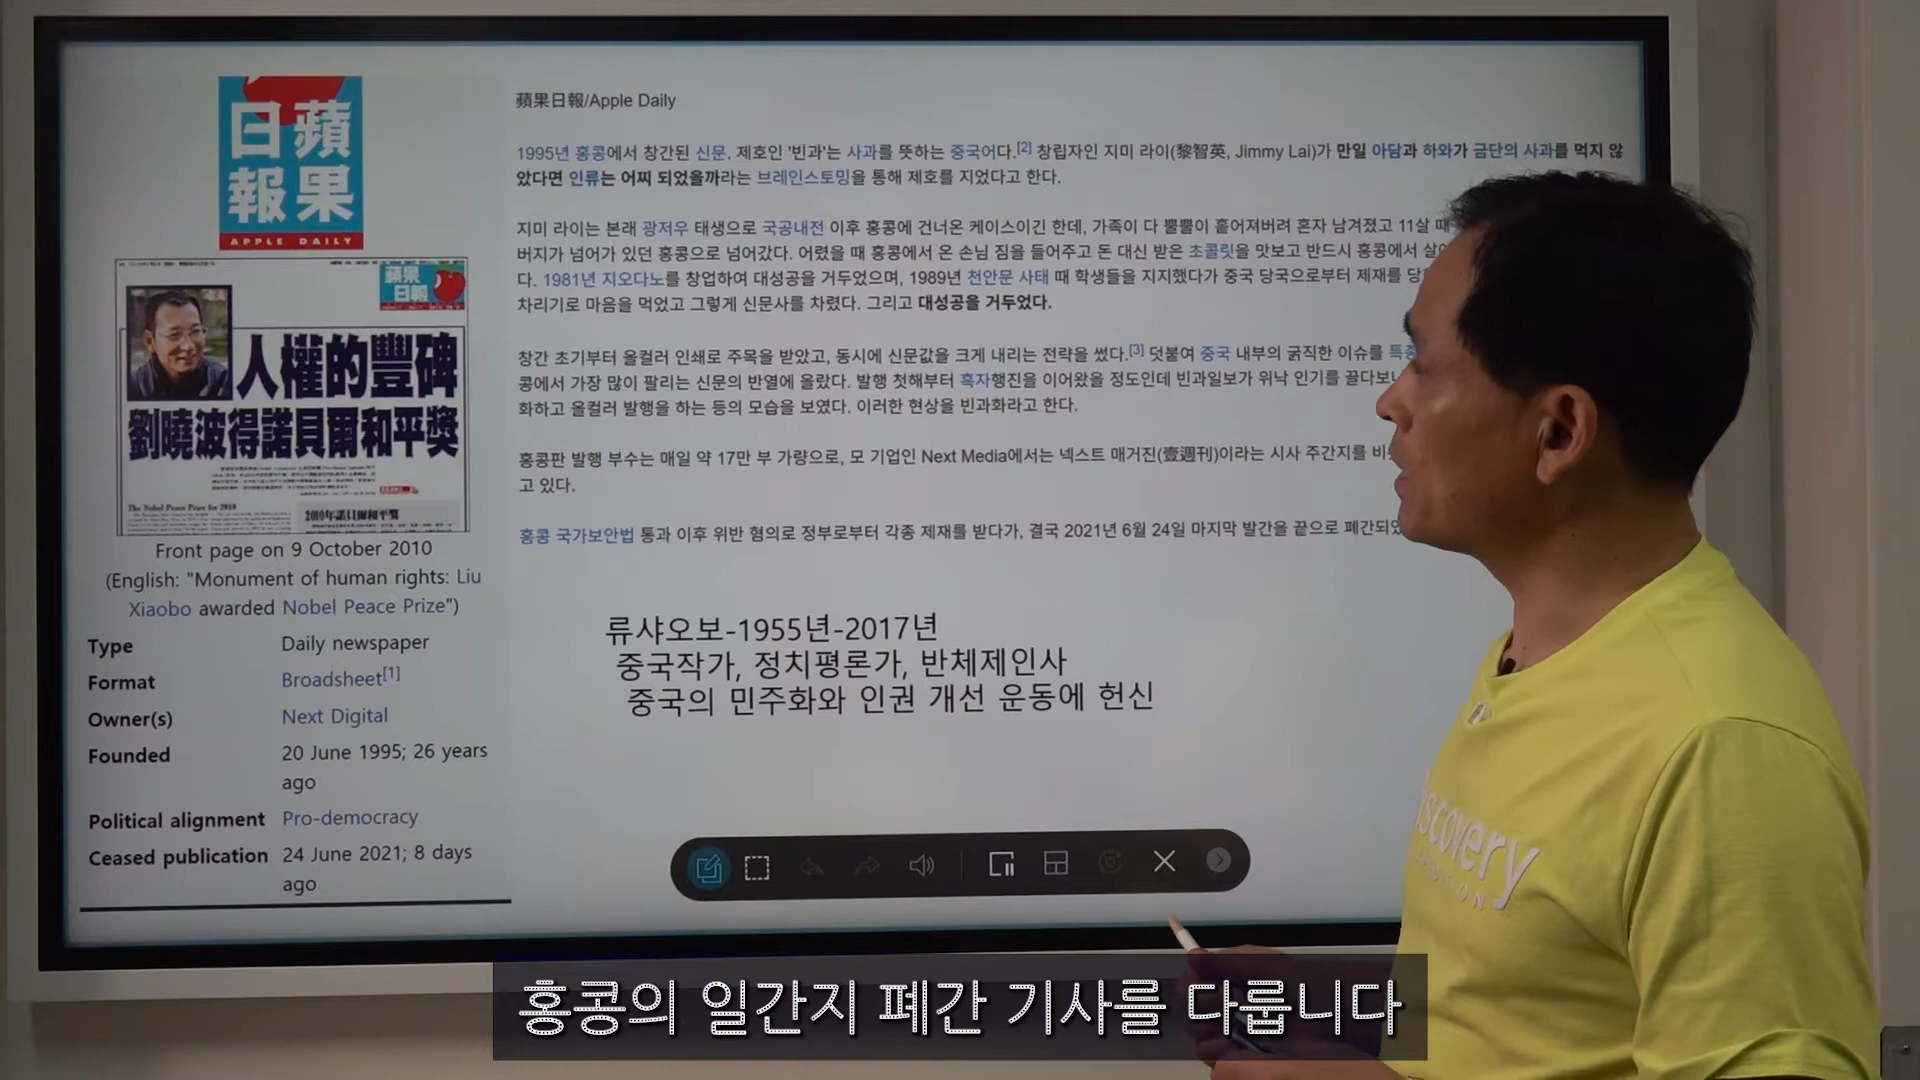 蘋果日報
APPLE DAILY
蘋果日報
人權的豐碑
劉曉波得諾貝爾和平獎
The Nobel Peace Prize for 2010
2010年諾貝爾和平獎
Front page on 9 October 2010
(English: "Monument of human rights: Liu
Xiaobo awarded Nobel Peace Prize")
Type Daily newspaper
Format Broadsheet[1]
Owner(s) Next Digital
Founded 20 June 1995; 26 years
ago
Political alignment Pro-democracy
Ceased publication 24 June 2021; 8 days
ago
蘋果日報/Apple Daily
1995년 홍콩에서 창간된 신문. 제호인 '빈과'는 사과를 뜻하는 중국어다.[2] 창립자인 지미 라이(黎智英, Jimmy Lai)가 만일 아담과 하와가 금단의 사과를 먹지 않
았다면 인류는 어찌 되었을까라는 브레인스토밍을 통해 제호를 지었다고 한다.
지미 라이는 본래 광저우 태생으로 국공내전 이후 홍콩에 건너온 케이스이긴 한데, 가족이 다 뿔뿔이 흩어져버려 혼자 남겨졌고 11살 때
버지가 넘어가 있던 홍콩으로 넘어갔다. 어렸을 때 홍콩에서 온 손님 짐을 들어주고 돈 대신 받은 초콜릿을 맛보고 반드시 홍콩에서
다. 1981년 지오다노를 창업하여 대성공을 거두었으며, 1989년 천안문 사태 때 학생들을 지지했다가 중국 당국으로부터 제재를
차리기로 마음을 먹었고 그렇게 신문사를 차렸다. 그리고 대성공을 거두었다.
창간 초기부터 올컬러 인쇄로 주목을 받았고, 동시에 신문값을 크게 내리는 전략을 썼다.[3] 덧붙여 중국 내부의 굵직한 이슈를
콩에서 가장 많이 팔리는 신문의 반열에 올랐다. 발행 첫해부터 흑자행진을 이어왔을 정도인데 빈과일보가 위낙 인기를
화하고 올컬러 발행을 하는 등의 모습을 보였다. 이러한 현상을 빈과화라고 한다.
홍콩판 발행 부수는 매일 약 17만 부 가량으로, 모 기업인 Next Media에서는 넥스트 매거진(壹週刊)이라는 시사 주간지를
고 있다.
홍콩 국가보안법 통과 이후 위반 혐의로 정부로부터 각종 제재를 받다가, 결국 2021년 6월 24일 마지막 발간을 끝으로
류샤오보-1955년-2017년
중국작가, 정치평론가, 반체제인사
중국의 민주화와 인권 개선 운동에 헌신
iscovery
홍콩의 일간지 폐간 기사를 다룹니다